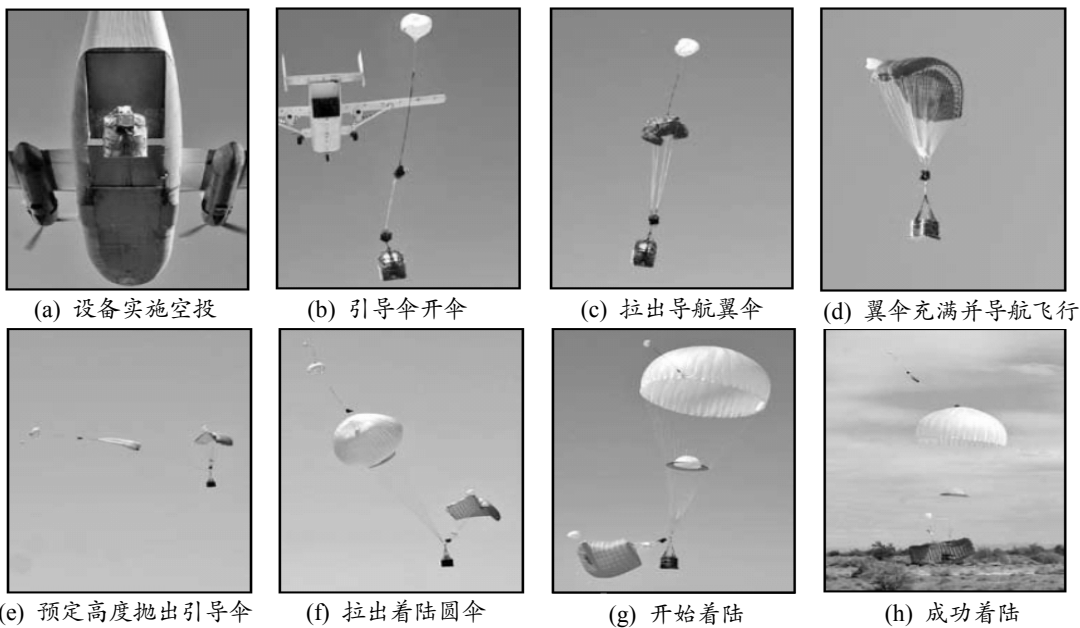 (a) 设备实施空投
(b) 引导伞开伞
(c) 拉出导航翼伞
(d) 翼伞充满并导航飞行
(e) 预定高度抛出引导伞
(f) 拉出着陆圆伞
(g) 开始着陆
(h) 成功着陆